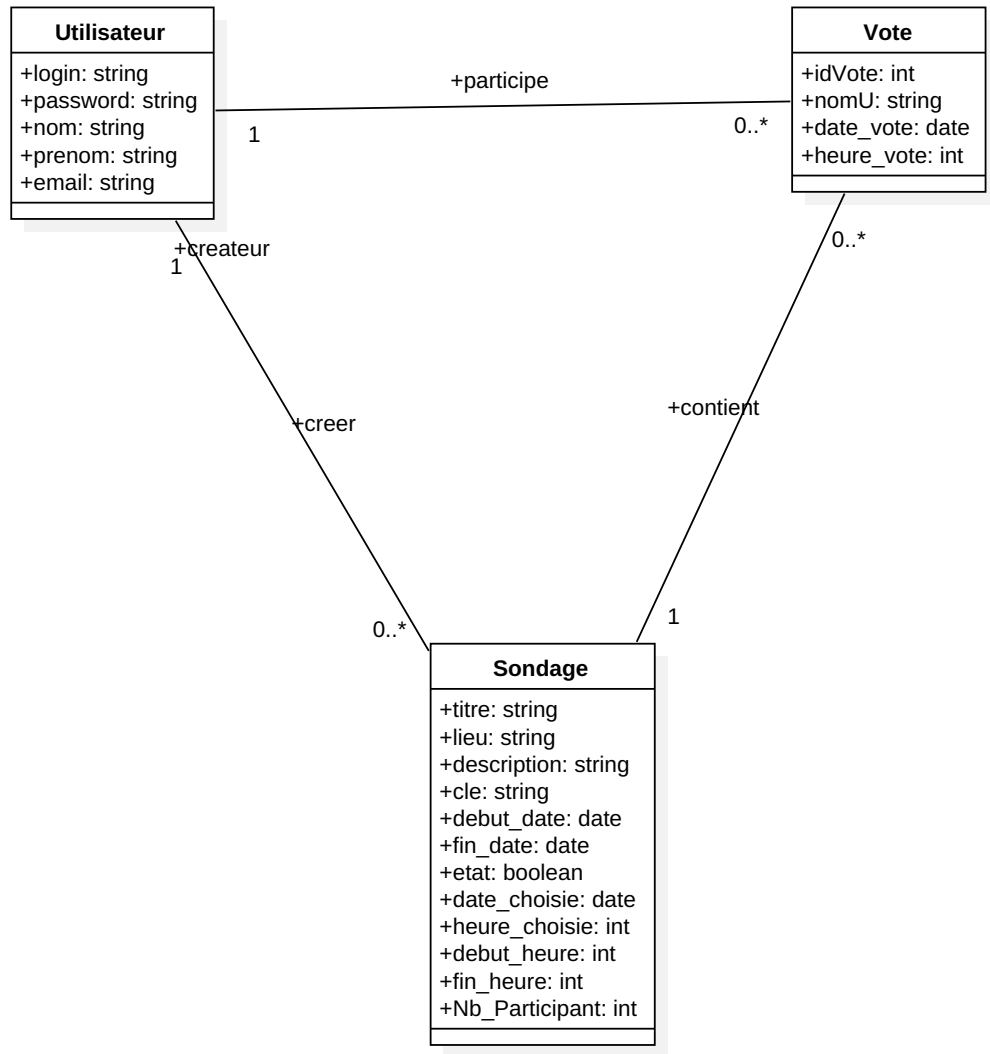 Utilisateur
+login: string
+password: string
+nom: string
+prenom: string
+email: string
+participe
1
0..*
Vote
+idVote: int
+nomU: string
+date_vote: date
+heure_vote: int
+createur
1
+creer
0..*
0..*
+contient
1
Sondage
+titre: string
+lieu: string
+description: string
+cle: string
+debut_date: date
+fin_date: date
+etat: boolean
+date_choisie: date
+heure_choisie: int
+debut_heure: int
+fin_heure: int
+Nb_Participant: int